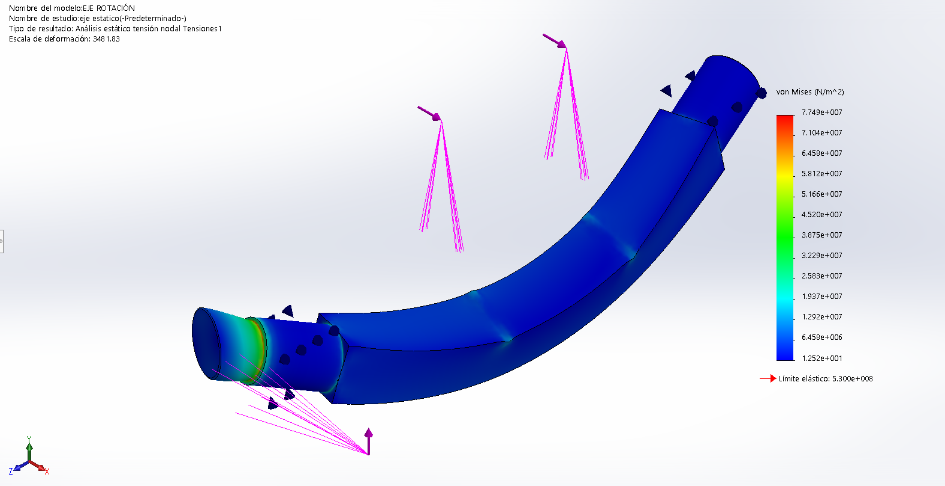 Nombre del modelo:EJE ROTACIÓN
Nombre de estudio:eje estatico(-Predeterminado-)
Tipo de resultado: Análisis estático tensión nodal Tensiones1
Escala de deformación: 3481.83
von Mises (N/m^2)
7.749e+007
7.104e+007
6.458e+007
5.812e+007
5.166e+007
4.520e+007
3.875e+007
3.229e+007
2.583e+007
1.937e+007
1.292e+007
6.458e+006
1.252e+001
Límite elástico: 5.300e+008
Y
Z
X